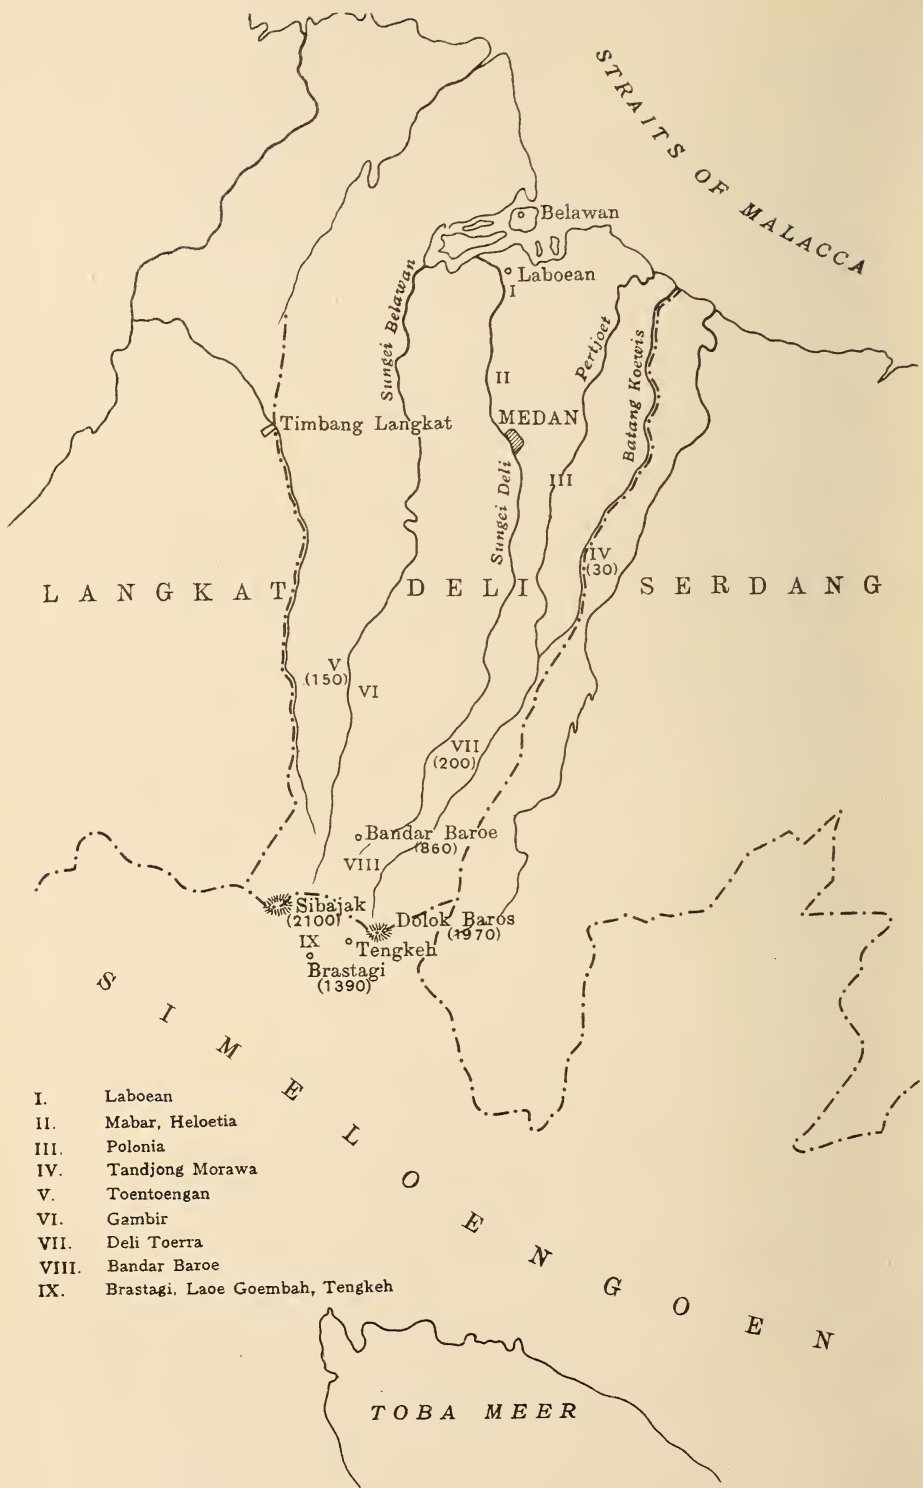 STRAITS OF MALACCA
Belawan
Laboean
I
Sungei Belawan
Pertjoet
Batang Koewis
II
MEDAN
Timbang Langkat
Sungei Deli
III
IV
(30)
LANGKAT
DELI
SERDANG
V
(150)
VI
VII
(200)
Bandar Baroe
(860)
VIII
Sibajak
(2100)
Dolok Baros
(1970)
IX
Tengkeh
Brastagi
(1390)
SIMELOENGOEN
I. Laboean
II. Mabar, Heloetia
III. Polonia
IV. Tandjong Morawa
V. Toentoengan
VI. Gambir
VII. Deli Toerra
VIII. Bandar Baroe
IX. Brastagi, Laoe Goembah, Tengkeh
TOBA MEER